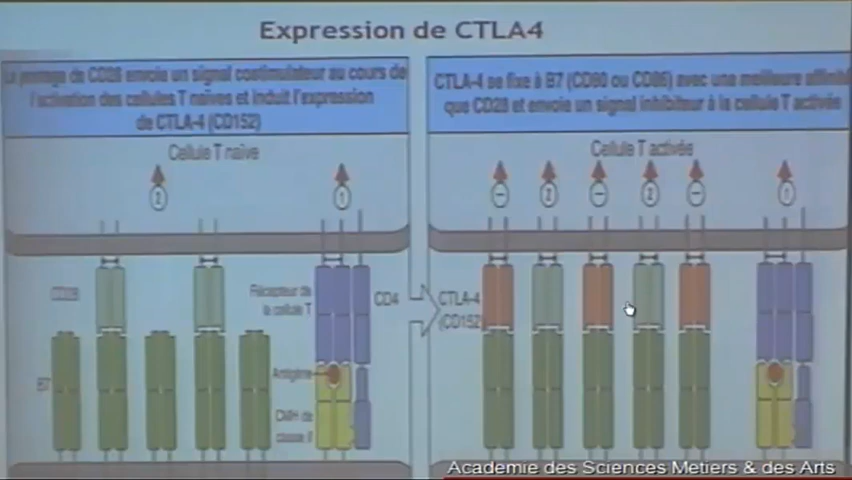 Expression de CTLA4
Le portage de CD28 envoie un signal costimulateur au cours de
l'activation des cellules T naïves et induit l'expression
de CTLA-4 (CD152)
CTLA-4 se fixe à B7 (CD80 ou CD86) avec une meilleure affinité
que CD28 et envoie un signal inhibiteur à la cellule T activée
Cellule T naïve
Cellule T activée
2
1
2
2
1
CD28
Récepteur de
la cellule T
CD4
CTLA-4
(CD152)
B7
Antigène
CMH de
classe II
Academie des Sciences Metiers & des Arts